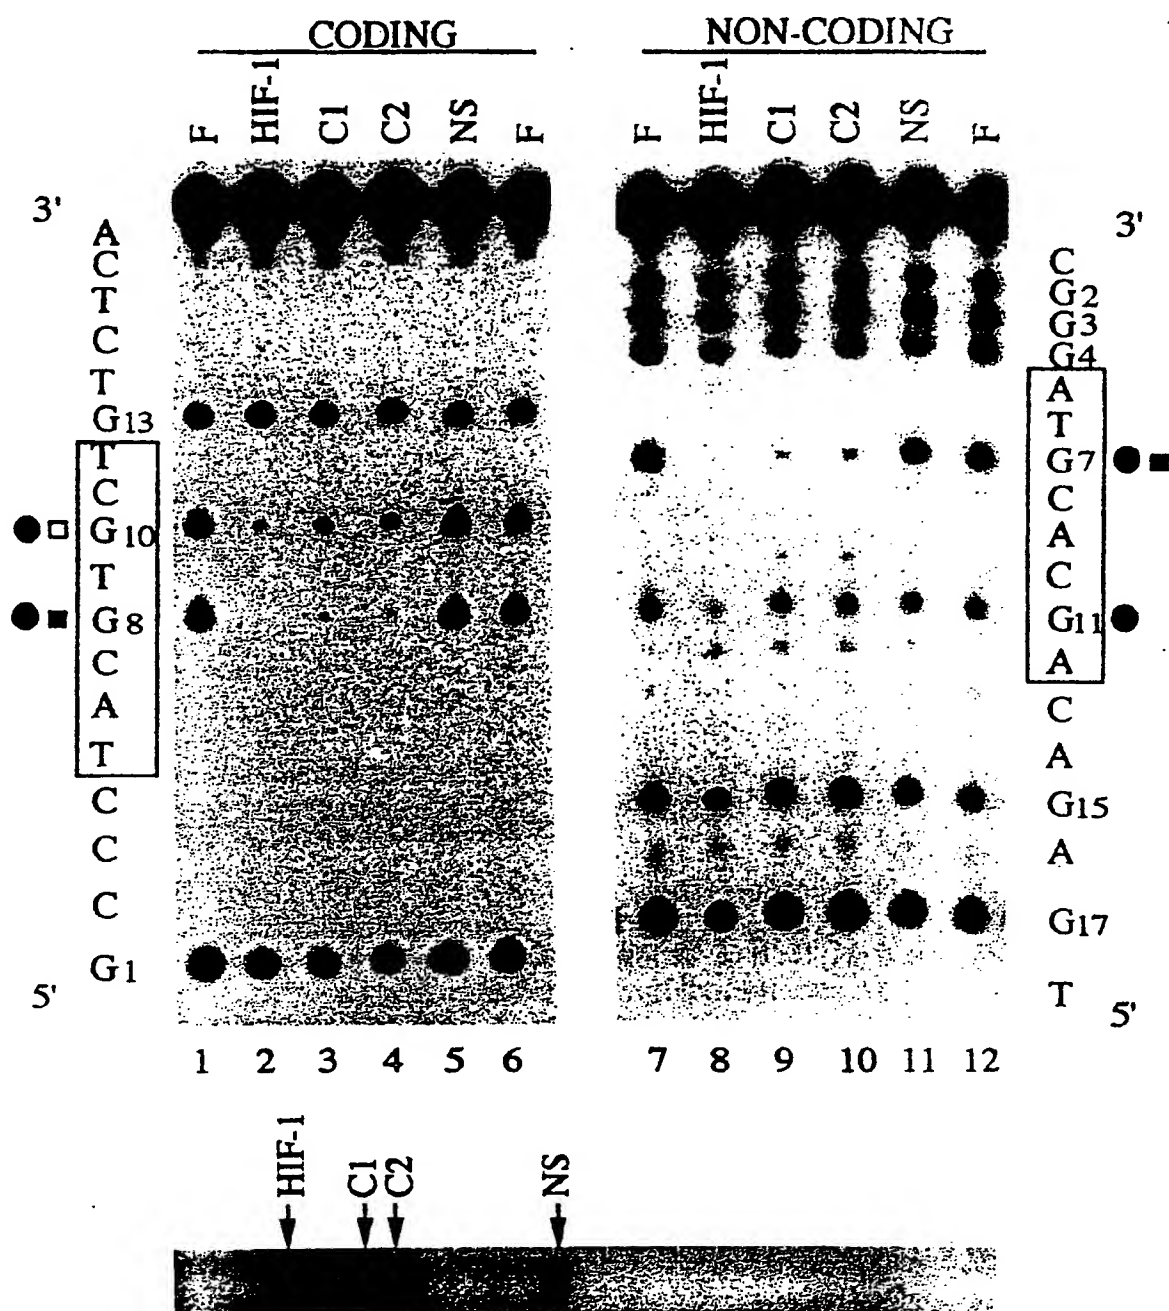 CODING
NON-CODING
F HIF-1 C1 C2 NS F
F HIF-1 C1 C2 NS F
3'
A
C
T
C
T
G13
T
C
G10
T
G8
C
A
T
C
C
C
G1
5'
3'
C
G2
G3
G4
A
T
G7
C
A
C
G11
A
C
A
G15
A
G17
T
5'
1 2 3 4 5 6
7 8 9 10 11 12
HIF-1 C1 C2 NS